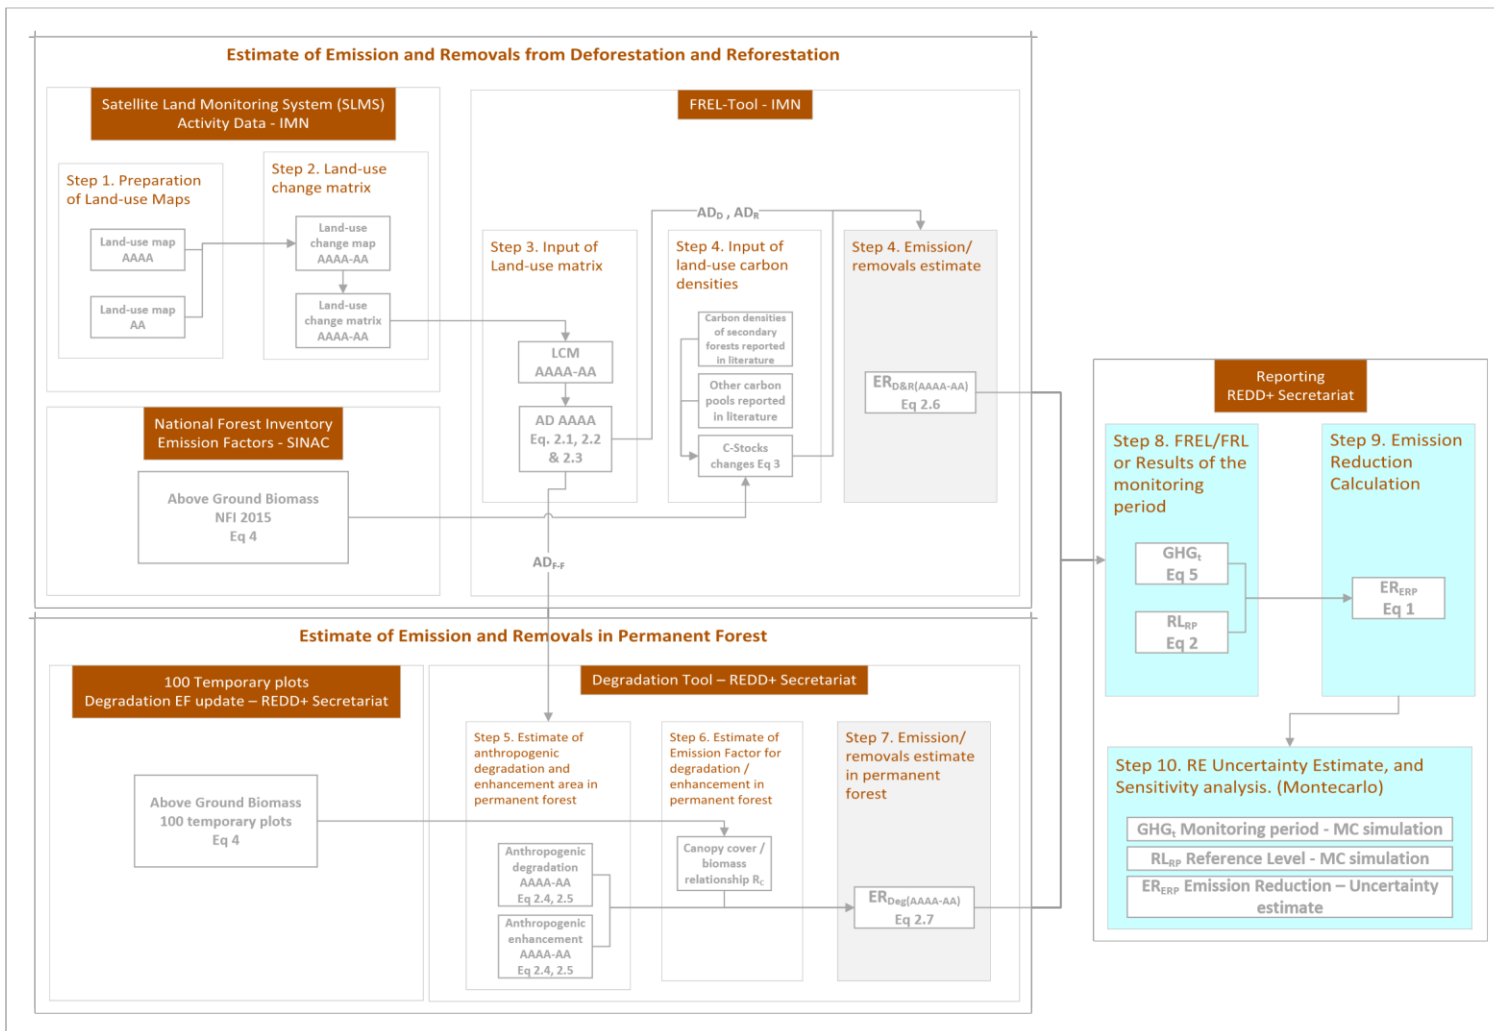 Estimate of Emission and Removals from Deforestation and Reforestation
Satellite Land Monitoring System (SLMS)
Activity Data - IMN
Step 1. Preparation
of Land-use Maps
Land-use map
AAAA
Land-use map
AA
Step 2. Land-use
change matrix
Land-use
change map
AAAA-AA
Land-use
change matrix
AAAA-AA
National Forest Inventory
Emission Factors - SINAC
Above Ground Biomass
NFI 2015
Eq 4
FREL-Tool - IMN
AD_D , AD_R
Step 3. Input of
Land-use matrix
LCM
AAAA-AA
AD AAAA
Eq. 2.1, 2.2
& 2.3
AD_F-F
Step 4. Input of
land-use carbon
densities
Carbon densities
of secondary
forests reported
in literature
Other carbon
pools reported
in literature
C-Stocks
changes Eq 3
Step 4. Emission/
removals estimate
ER_D&R(AAAA-AA)
Eq 2.6
Estimate of Emission and Removals in Permanent Forest
100 Temporary plots
Degradation EF update – REDD+ Secretariat
Above Ground Biomass
100 temporary plots
Eq 4
Degradation Tool – REDD+ Secretariat
Step 5. Estimate of
anthropogenic
degradation and
enhancement area in
permanent forest
Anthropogenic
degradation
AAAA-AA
Eq 2.4, 2.5
Anthropogenic
enhancement
AAAA-AA
Eq 2.4, 2.5
Step 6. Estimate of
Emission Factor for
degradation /
enhancement in
permanent forest
Canopy cover /
biomass
relationship R_C
Step 7. Emission/
removals estimate
in permanent
forest
ER_Deg(AAAA-AA)
Eq 2.7
Reporting
REDD+ Secretariat
Step 8. FREL/FRL
or Results of the
monitoring
period
GHG_t
Eq 5
RL_RP
Eq 2
Step 9. Emission
Reduction
Calculation
ER_ERP
Eq 1
Step 10. RE Uncertainty Estimate, and
Sensitivity analysis. (Montecarlo)
GHG_t Monitoring period - MC simulation
RL_RP Reference Level - MC simulation
ER_ERP Emission Reduction – Uncertainty
estimate